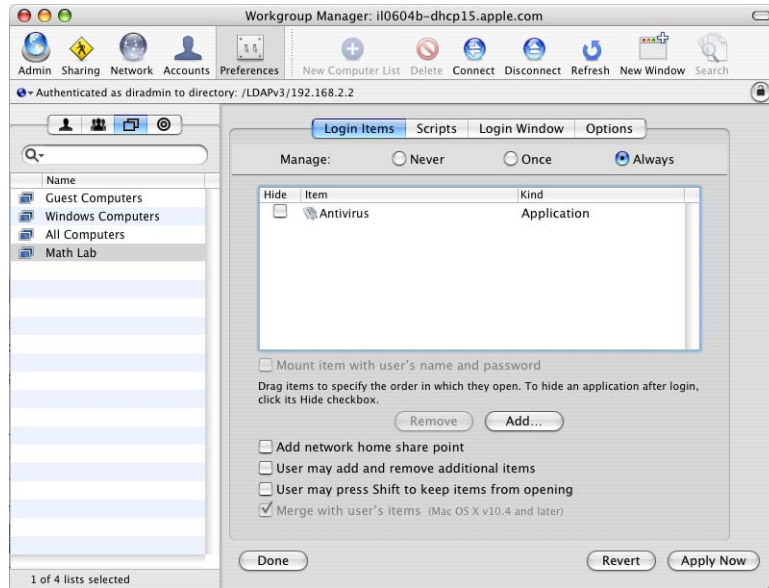 Workgroup Manager: il0604b-dhcp15.apple.com
Admin Sharing Network Accounts Preferences New Computer List Delete Connect Disconnect Refresh New Window Search
Authenticated as diradmin to directory: /LDAPv3/192.168.2.2
Login Items Scripts Login Window Options
Manage: Never Once Always
Name
Guest Computers
Windows Computers
All Computers
Math Lab
Hide Item Kind
Antivirus Application
Mount item with user's name and password
Drag items to specify the order in which they open. To hide an application after login,
click its Hide checkbox.
Remove Add...
Add network home share point
User may add and remove additional items
User may press Shift to keep items from opening
Merge with user's items (Mac OS X v10.4 and later)
Done Revert Apply Now
1 of 4 lists selected